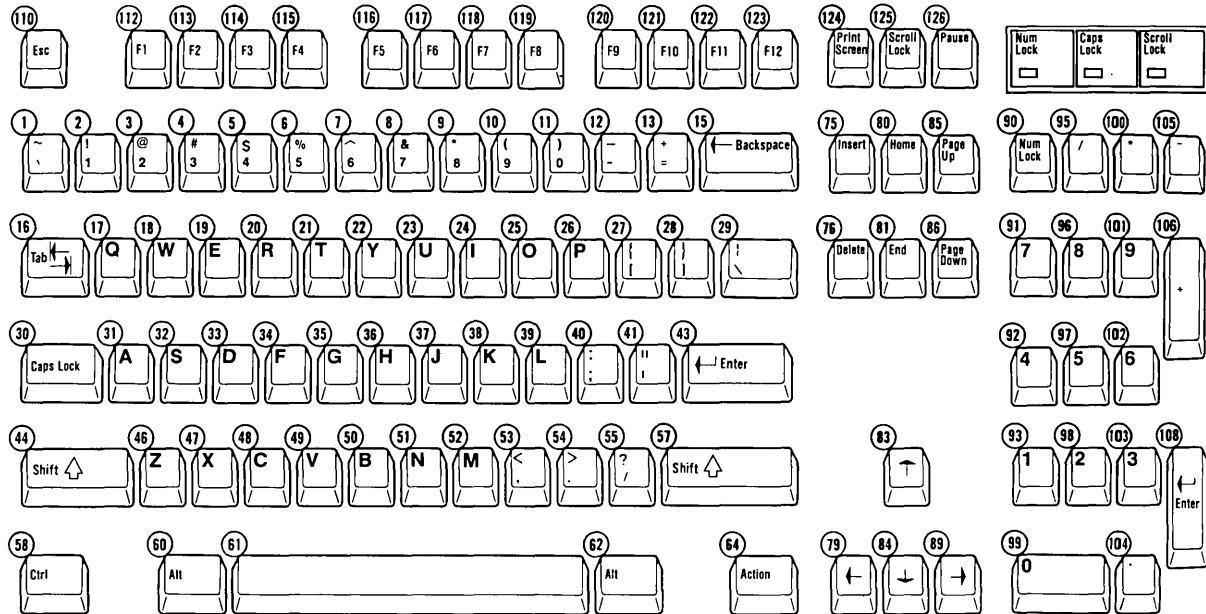 110 112 113 114 115 116 117 118 119 120 121 122 123 124 125 126
Esc F1 F2 F3 F4 F5 F6 F7 F8 F9 F10 F11 F12 Print Screen Scroll Lock Pause Num Lock Caps Lock Scroll Lock
1 2 3 4 5 6 7 8 9 10 11 12 13 15 75 80 85 90 95 100 105
~ ! @ # $ % ^ & * ( ) — + ← Backspace Insert Home Page Up Num Lock / * -
\ 1 2 3 4 5 6 7 8 9 0 - =
16 17 18 19 20 21 22 23 24 25 26 27 28 29 76 81 86 91 96 101 106
Tab Q W E R T Y U I O P { } ¦ Delete End Page Down 7 8 9 +
[ ] \
30 31 32 33 34 35 36 37 38 39 40 41 43 92 97 102
Caps Lock A S D F G H J K L : " ↵ Enter 4 5 6
; '
44 46 47 48 49 50 51 52 53 54 55 57 83 93 98 103 108
Shift ⇧ Z X C V B N M < > ? Shift ⇧ ↑ 1 2 3 ↵ Enter
, . /
58 60 61 62 64 79 84 89 99 104
Ctrl Alt Alt Action ← ↓ → 0 .